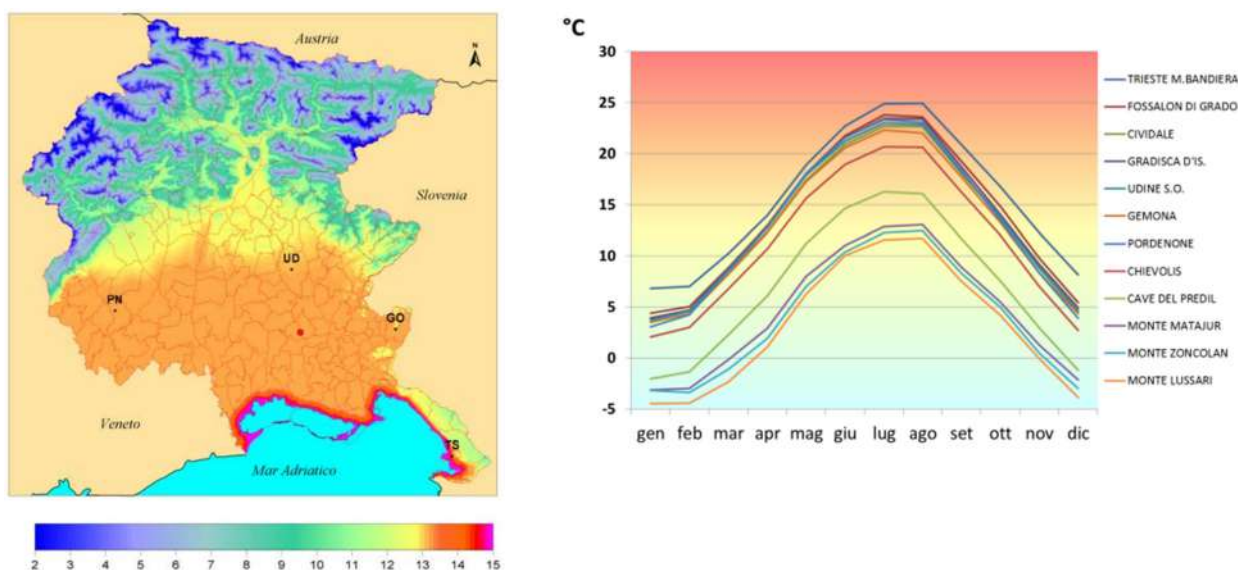 Austria
N
Slovenia
UD
PN
GO
Veneto
TS
Mar Adriatico
2 3 4 5 6 7 8 9 10 11 12 13 14 15
°C
30
25
20
15
10
5
0
-5
gen feb mar apr mag giu lug ago set ott nov dic
TRIESTE M.BANDIERA
FOSSALON DI GRADO
CIVIDALE
GRADISCA D'IS.
UDINE S.O.
GEMONA
PORDENONE
CHIEVOLIS
CAVE DEL PREDIL
MONTE MATAJUR
MONTE ZONCOLAN
MONTE LUSSARI